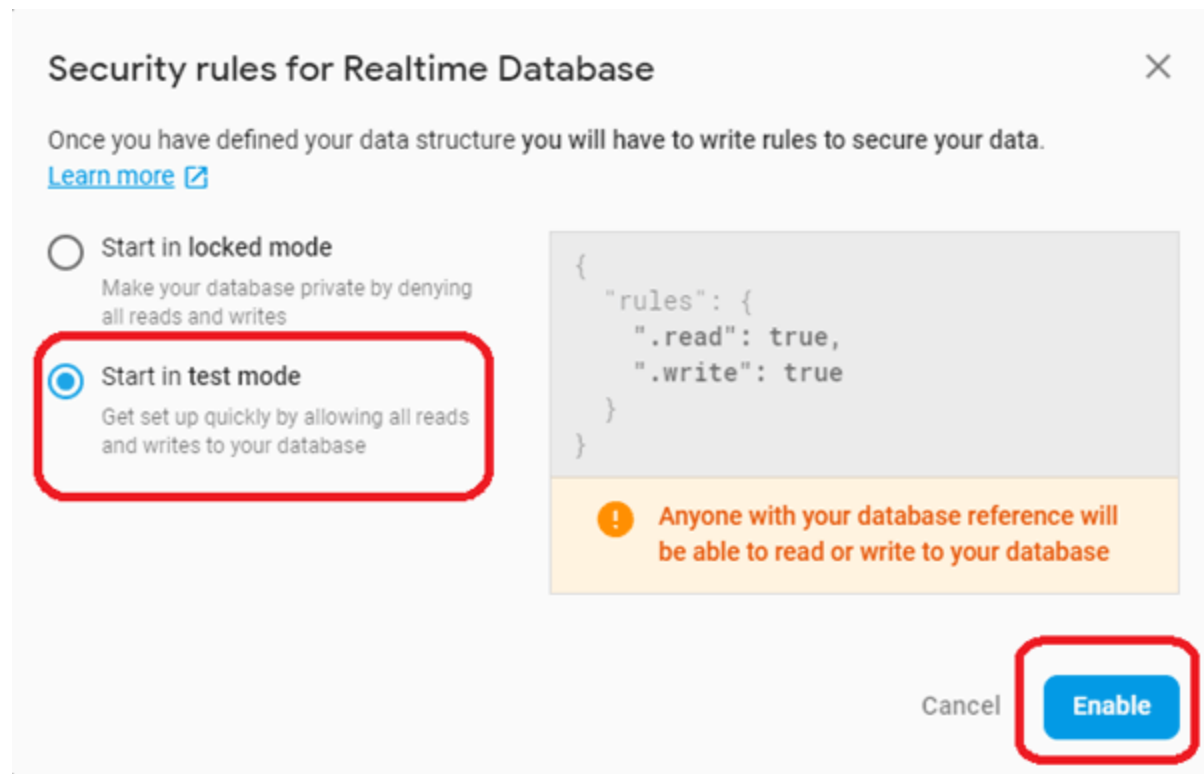 Security rules for Realtime Database
Once you have defined your data structure you will have to write rules to secure your data.
Learn more
Start in locked mode
Make your database private by denying
all reads and writes
Start in test mode
Get set up quickly by allowing all reads
and writes to your database
{
"rules": {
".read": true,
".write": true
}
}
Anyone with your database reference will
be able to read or write to your database
Cancel
Enable